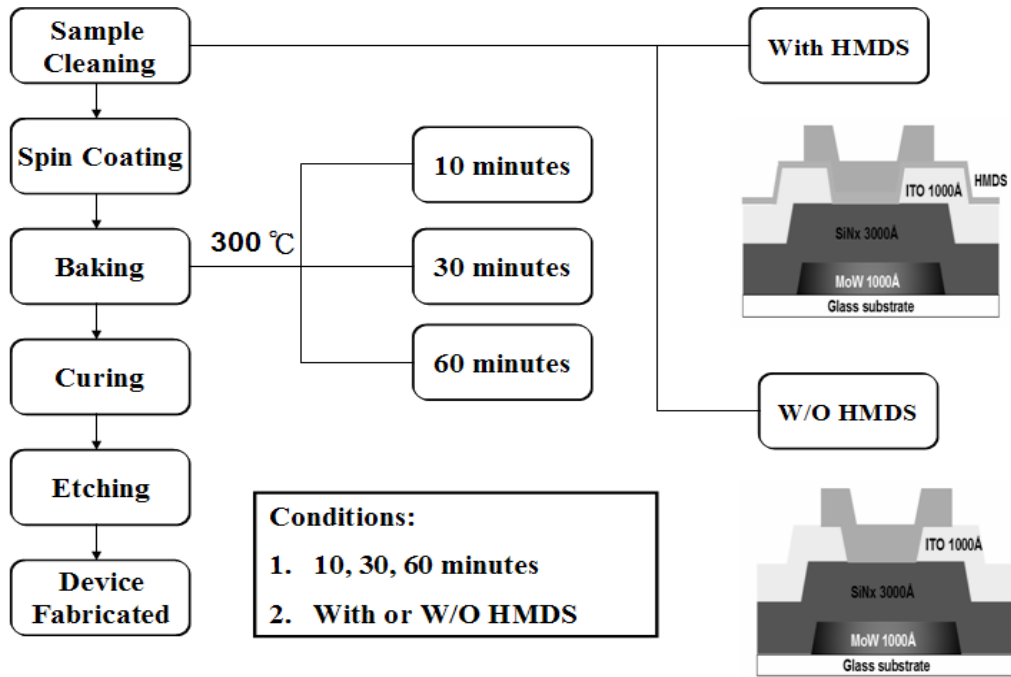 Sample
Cleaning
With HMDS
Spin Coating
10 minutes
HMDS
ITO 1000Å
SiNx 3000Å
MoW 1000Å
Glass substrate
300 ℃
Baking
30 minutes
60 minutes
Curing
W/O HMDS
Etching
Conditions:
1. 10, 30, 60 minutes
2. With or W/O HMDS
Device
Fabricated
ITO 1000Å
SiNx 3000Å
MoW 1000Å
Glass substrate